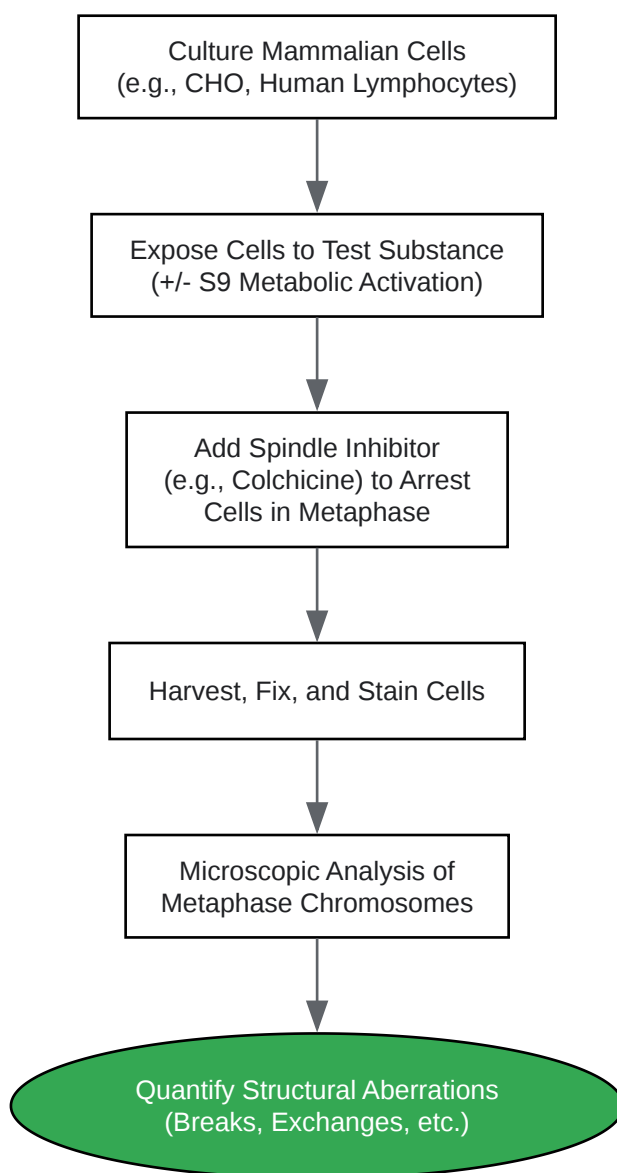 Culture Mammalian Cells
(e.g., CHO, Human Lymphocytes)
Expose Cells to Test Substance
(+/- S9 Metabolic Activation)
Add Spindle Inhibitor
(e.g., Colchicine) to Arrest
Cells in Metaphase
Harvest, Fix, and Stain Cells
Microscopic Analysis of
Metaphase Chromosomes
Quantify Structural Aberrations
(Breaks, Exchanges, etc.)